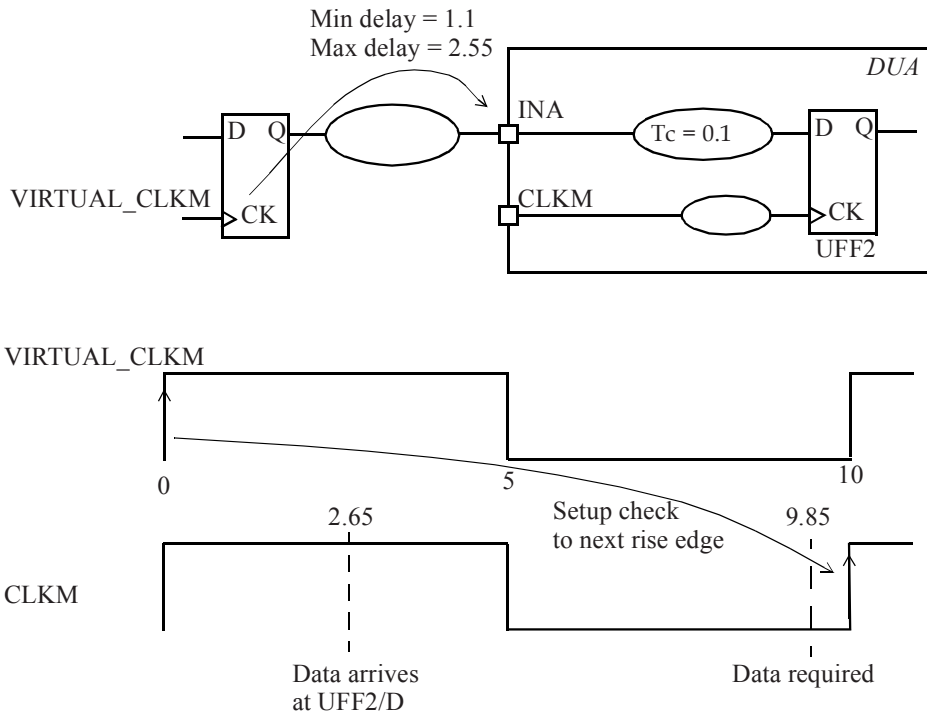 Min delay = 1.1
Max delay = 2.55
DUA
INA
D Q
Tc = 0.1
D Q
VIRTUAL_CLKM
CK
CLKM
CK
UFF2
VIRTUAL_CLKM
0
5
10
2.65
Setup check
to next rise edge
9.85
CLKM
Data arrives
at UFF2/D
Data required